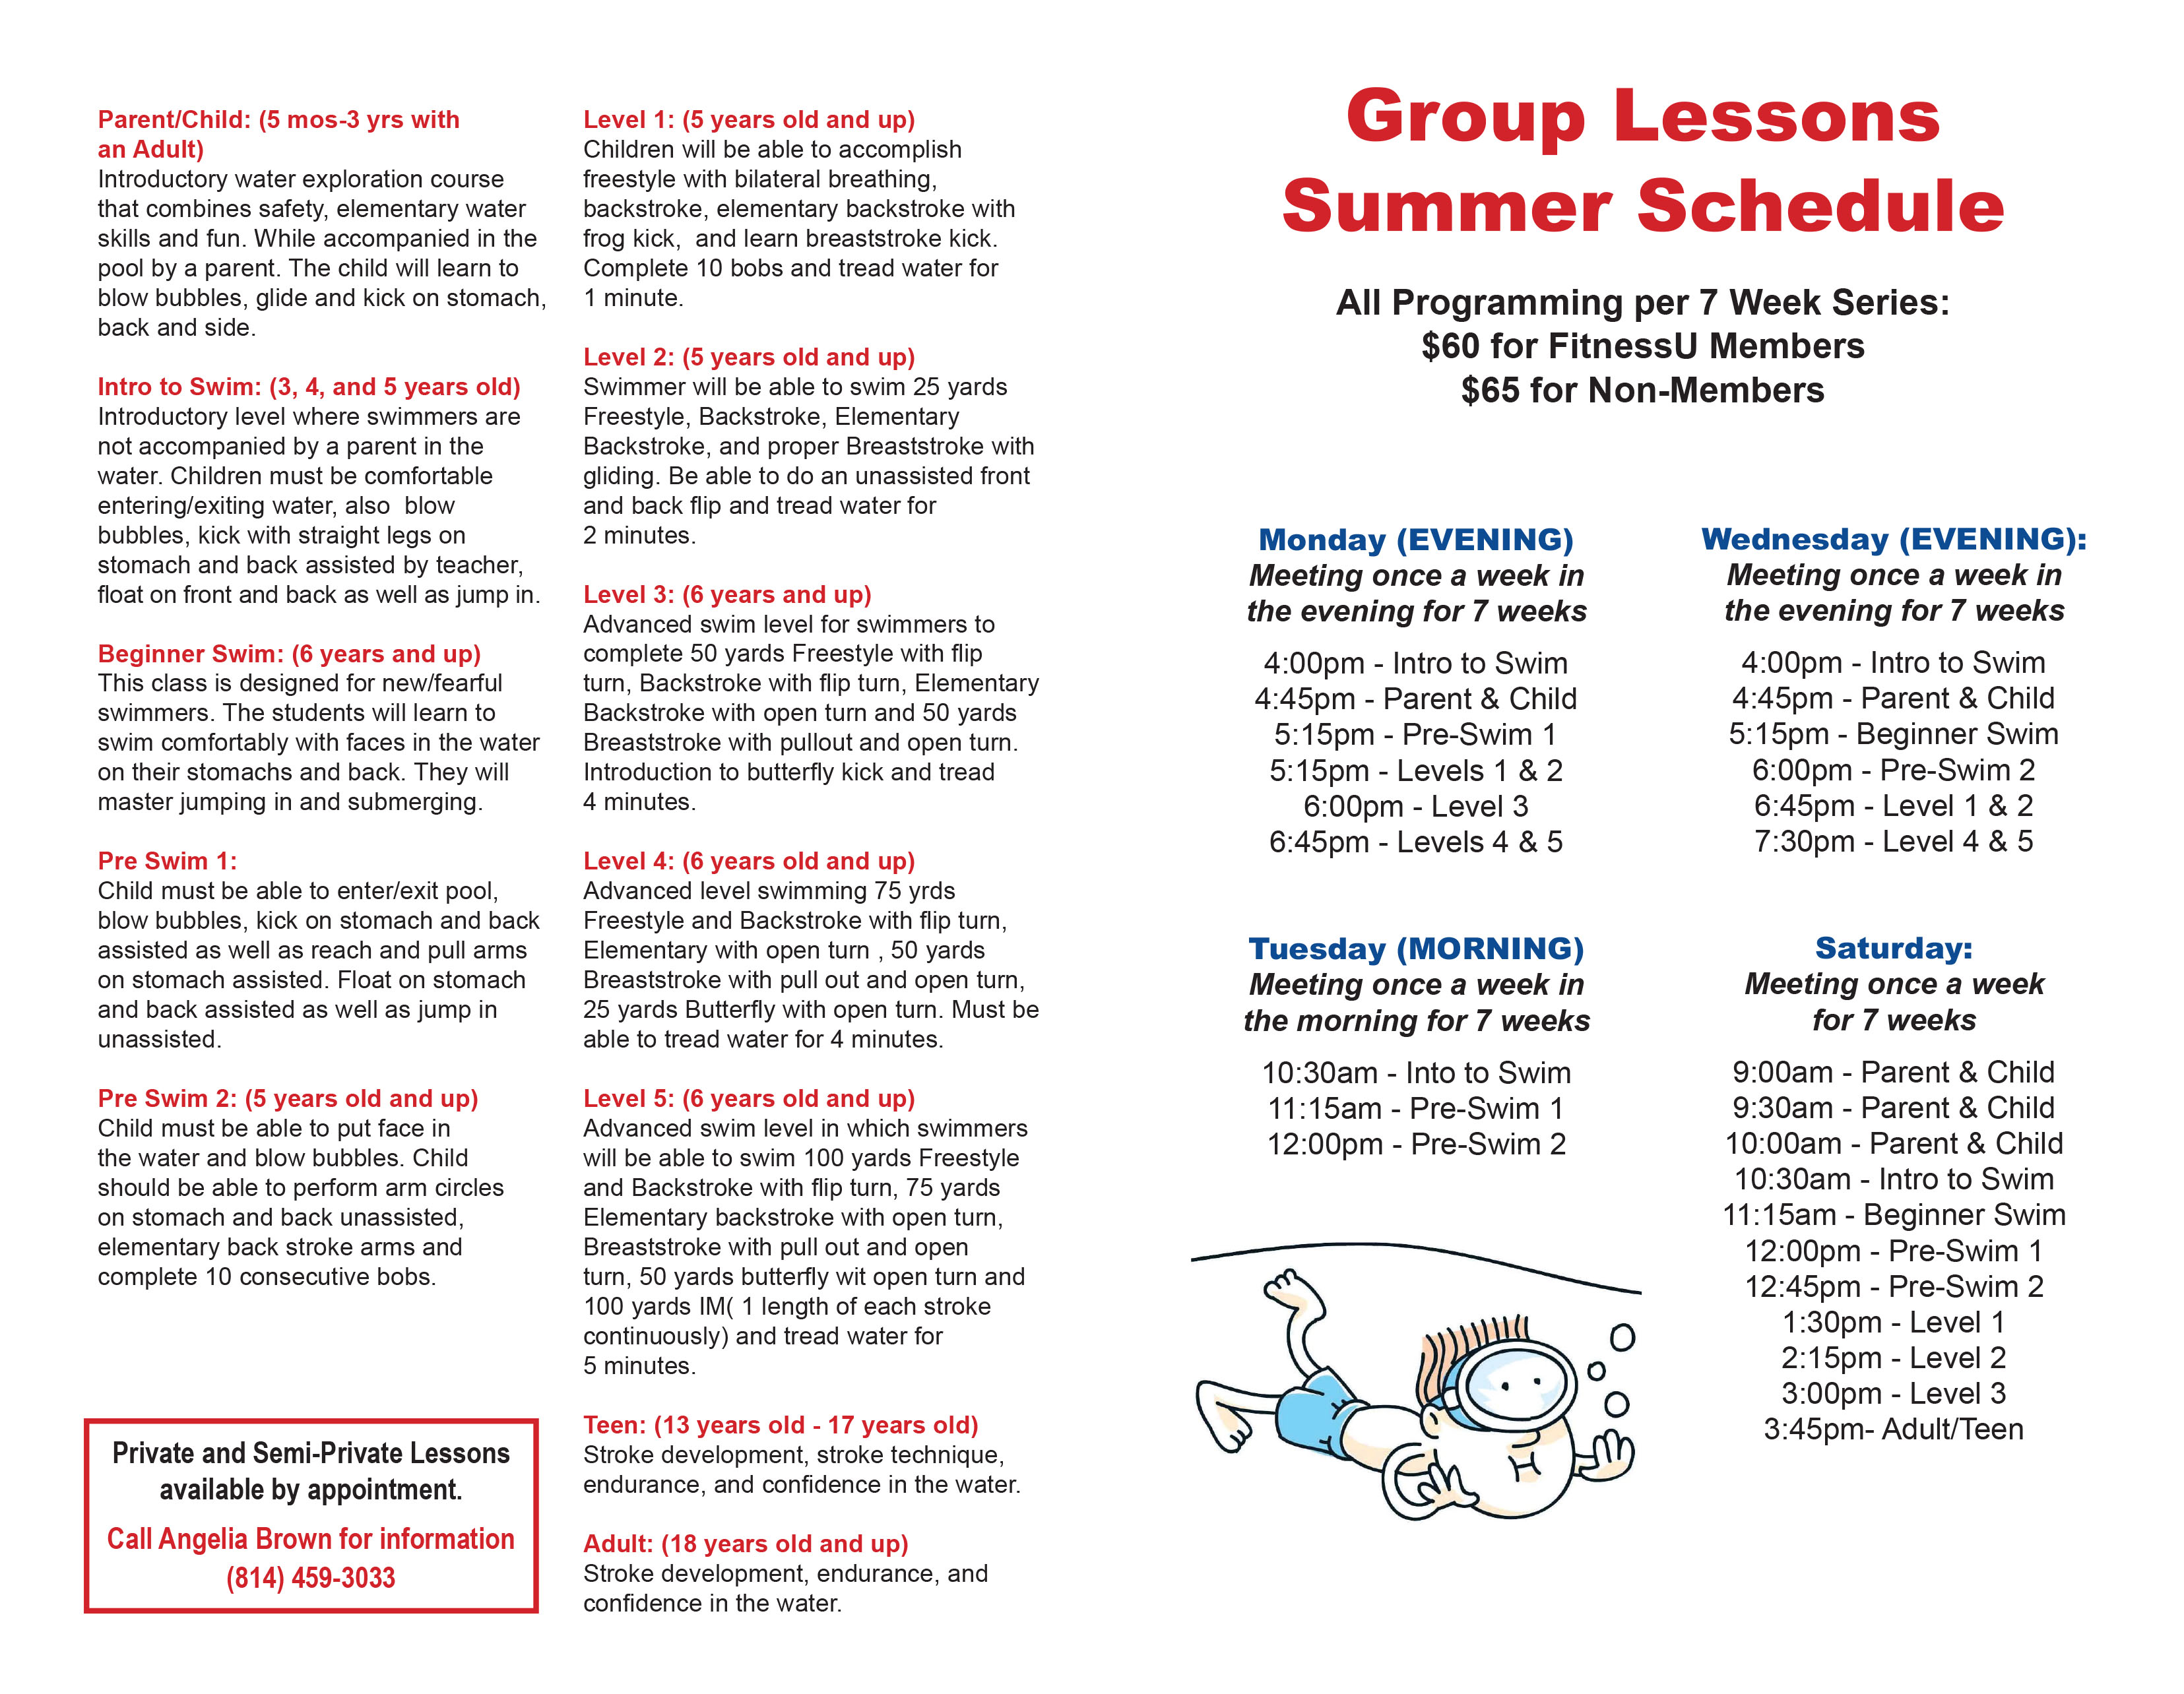 Parent/Child: (5 mos-3 yrs with
an Adult)
Introductory water exploration course
that combines safety, elementary water
skills and fun. While accompanied in the
pool by a parent. The child will learn to
blow bubbles, glide and kick on stomach,
back and side.
Intro to Swim: (3, 4, and 5 years old)
Introductory level where swimmers are
not accompanied by a parent in the
water. Children must be comfortable
entering/exiting water, also  blow
bubbles, kick with straight legs on
stomach and back assisted by teacher,
float on front and back as well as jump in.
Beginner Swim: (6 years and up)
This class is designed for new/fearful
swimmers. The students will learn to
swim comfortably with faces in the water
on their stomachs and back. They will
master jumping in and submerging.
Pre Swim 1:
Child must be able to enter/exit pool,
blow bubbles, kick on stomach and back
assisted as well as reach and pull arms
on stomach assisted. Float on stomach
and back assisted as well as jump in
unassisted.
Pre Swim 2: (5 years old and up)
Child must be able to put face in
the water and blow bubbles. Child
should be able to perform arm circles
on stomach and back unassisted,
elementary back stroke arms and
complete 10 consecutive bobs.
Private and Semi-Private Lessons
available by appointment.
Call Angelia Brown for information
(814) 459-3033
Level 1: (5 years old and up)
Children will be able to accomplish
freestyle with bilateral breathing,
backstroke, elementary backstroke with
frog kick,  and learn breaststroke kick.
Complete 10 bobs and tread water for
1 minute.
Level 2: (5 years old and up)
Swimmer will be able to swim 25 yards
Freestyle, Backstroke, Elementary
Backstroke, and proper Breaststroke with
gliding. Be able to do an unassisted front
and back flip and tread water for
2 minutes.
Level 3: (6 years and up)
Advanced swim level for swimmers to
complete 50 yards Freestyle with flip
turn, Backstroke with flip turn, Elementary
Backstroke with open turn and 50 yards
Breaststroke with pullout and open turn.
Introduction to butterfly kick and tread
4 minutes.
Level 4: (6 years old and up)
Advanced level swimming 75 yrds
Freestyle and Backstroke with flip turn,
Elementary with open turn , 50 yards
Breaststroke with pull out and open turn,
25 yards Butterfly with open turn. Must be
able to tread water for 4 minutes.
Level 5: (6 years old and up)
Advanced swim level in which swimmers
will be able to swim 100 yards Freestyle
and Backstroke with flip turn, 75 yards
Elementary backstroke with open turn,
Breaststroke with pull out and open
turn, 50 yards butterfly wit open turn and
100 yards IM( 1 length of each stroke
continuously) and tread water for
5 minutes.
Teen: (13 years old - 17 years old)
Stroke development, stroke technique,
endurance, and confidence in the water.
Adult: (18 years old and up)
Stroke development, endurance, and
confidence in the water.
Group Lessons
Summer Schedule
All Programming per 7 Week Series:
$60 for FitnessU Members
$65 for Non-Members
Monday (EVENING)
Meeting once a week in
the evening for 7 weeks
4:00pm - Intro to Swim
4:45pm - Parent & Child
5:15pm - Pre-Swim 1
5:15pm - Levels 1 & 2
6:00pm - Level 3
6:45pm - Levels 4 & 5
Tuesday (MORNING)
Meeting once a week in
the morning for 7 weeks
10:30am - Into to Swim
11:15am - Pre-Swim 1
12:00pm - Pre-Swim 2
Wednesday (EVENING):
Meeting once a week in
the evening for 7 weeks
4:00pm - Intro to Swim
4:45pm - Parent & Child
5:15pm - Beginner Swim
6:00pm - Pre-Swim 2
6:45pm - Level 1 & 2
7:30pm - Level 4 & 5
Saturday:
Meeting once a week
for 7 weeks
9:00am - Parent & Child
9:30am - Parent & Child
10:00am - Parent & Child
10:30am - Intro to Swim
11:15am - Beginner Swim
12:00pm - Pre-Swim 1
12:45pm - Pre-Swim 2
1:30pm - Level 1
2:15pm - Level 2
3:00pm - Level 3
3:45pm- Adult/Teen